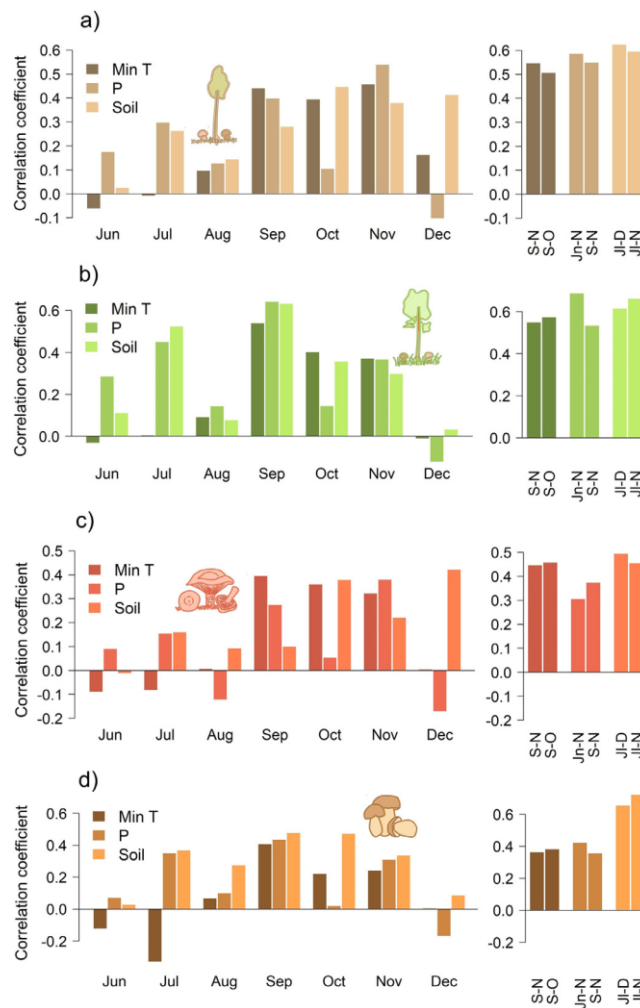 a)
Correlation coefficient
0.6
0.5
0.4
0.3
0.2
0.1
0.0
-0.1
Min T
P
Soil
Jun Jul Aug Sep Oct Nov Dec
0.6
0.5
0.4
0.3
0.2
0.1
0.0
-0.1
S-N
S-O
Jn-N
S-N
Jl-D
Jl-N
b)
Correlation coefficient
0.6
0.4
0.2
0.0
Min T
P
Soil
Jun Jul Aug Sep Oct Nov Dec
0.6
0.4
0.2
0.0
S-N
S-O
Jn-N
S-N
Jl-D
Jl-N
c)
Correlation coefficient
0.5
0.4
0.3
0.2
0.1
0.0
-0.1
-0.2
Min T
P
Soil
Jun Jul Aug Sep Oct Nov Dec
0.5
0.4
0.3
0.2
0.1
0.0
-0.1
-0.2
S-N
S-O
Jn-N
S-N
Jl-D
Jl-N
d)
Correlation coefficient
0.6
0.4
0.2
0.0
-0.2
Min T
P
Soil
Jun Jul Aug Sep Oct Nov Dec
0.6
0.4
0.2
0.0
-0.2
S-N
S-O
Jn-N
S-N
Jl-D
Jl-N